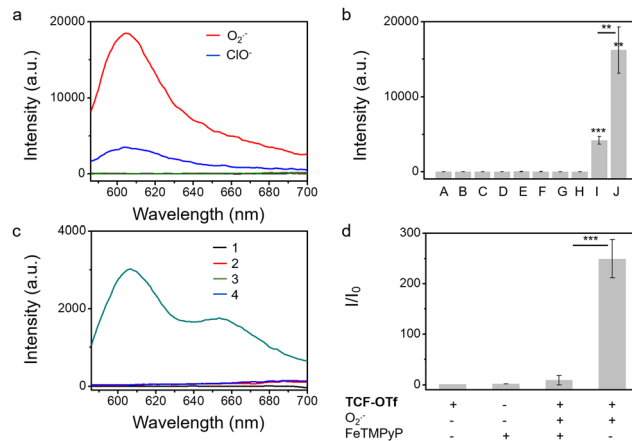 a
Intensity (a.u.)
20000
10000
0
O₂·⁻
ClO⁻
600 620 640 660 680 700
Wavelength (nm)
b
Intensity (a.u.)
20000
10000
0
**
***
**
A B C D E F G H I J
c
Intensity (a.u.)
4000
2000
0
1
2
3
4
600 620 640 660 680 700
Wavelength (nm)
d
I/I₀
300
150
0
***
TCF-OTf + - + +
O₂·⁻ - - + +
FeTMPyP - + + -